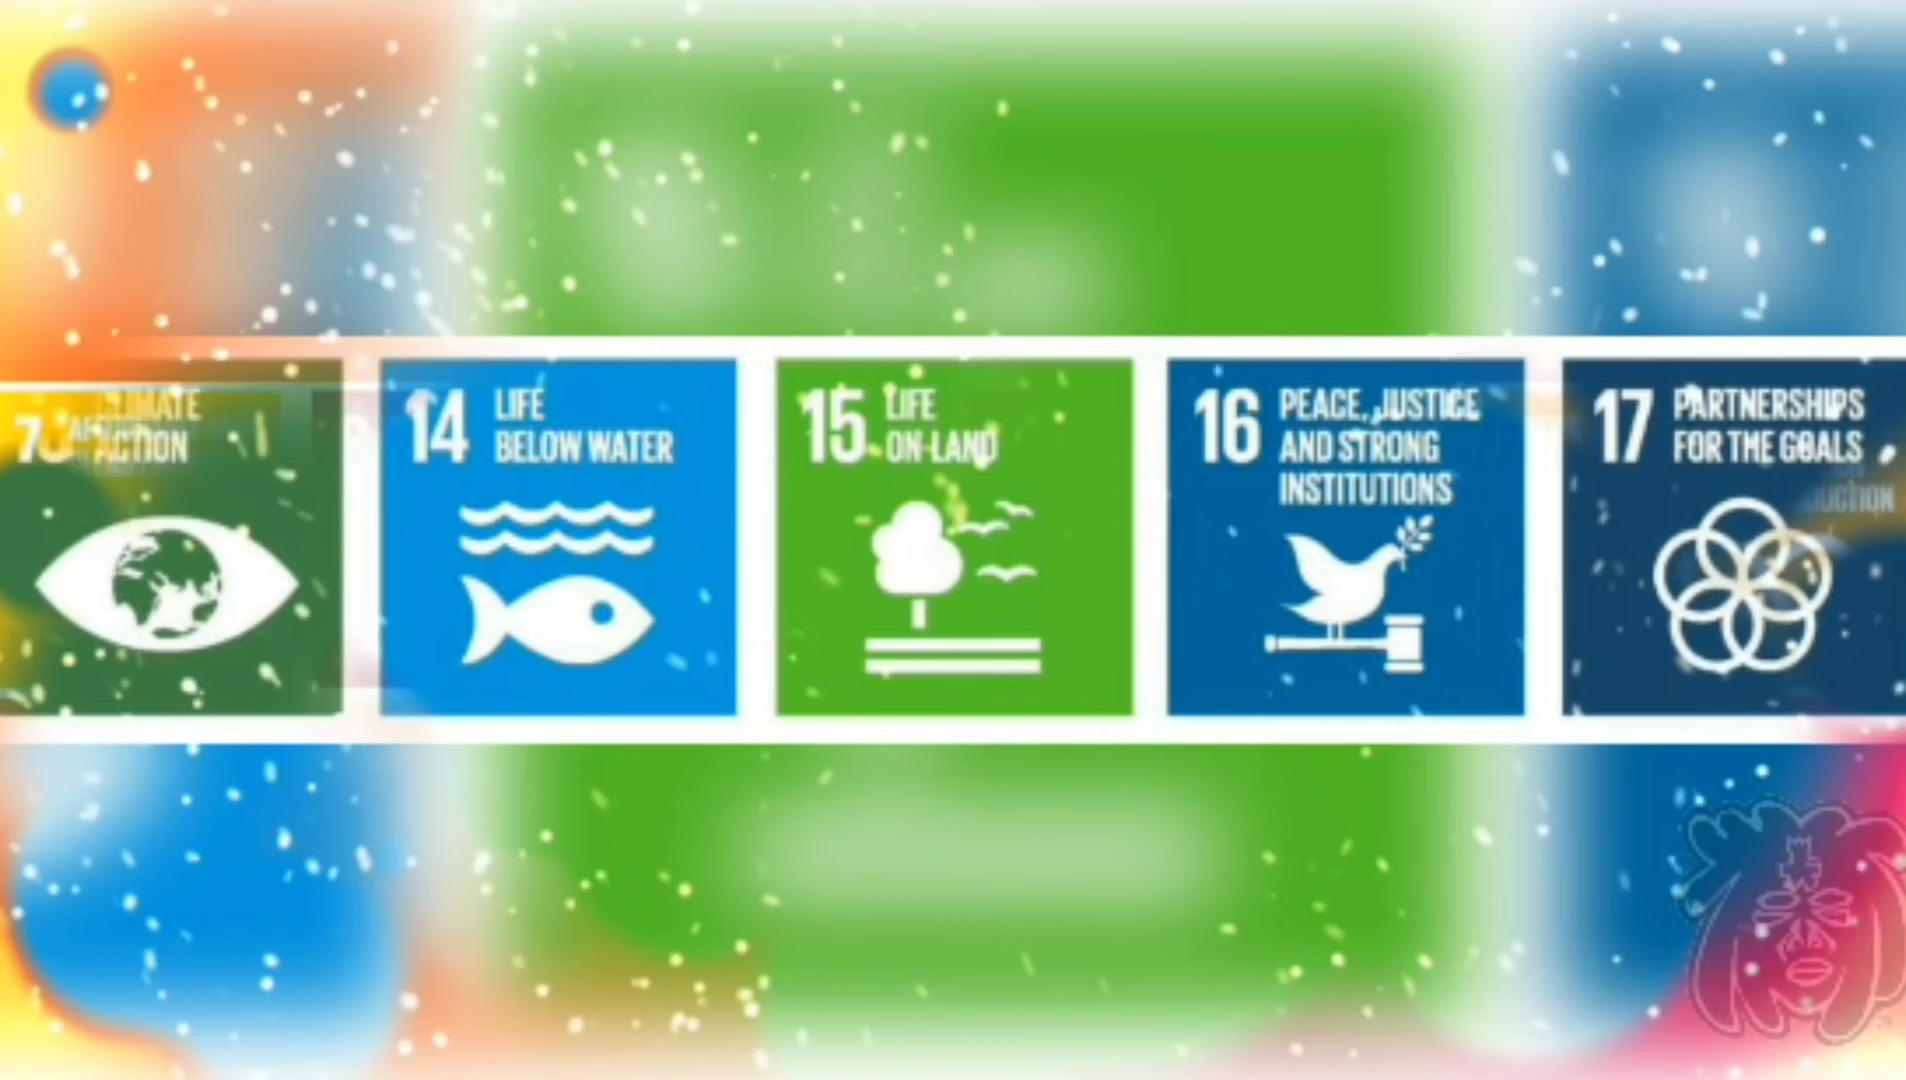 CLIMATE
ACTION
14 LIFE
BELOW WATER
15 LIFE
ON LAND
16 PEACE, JUSTICE
AND STRONG
INSTITUTIONS
17 PARTNERSHIPS
FOR THE GOALS